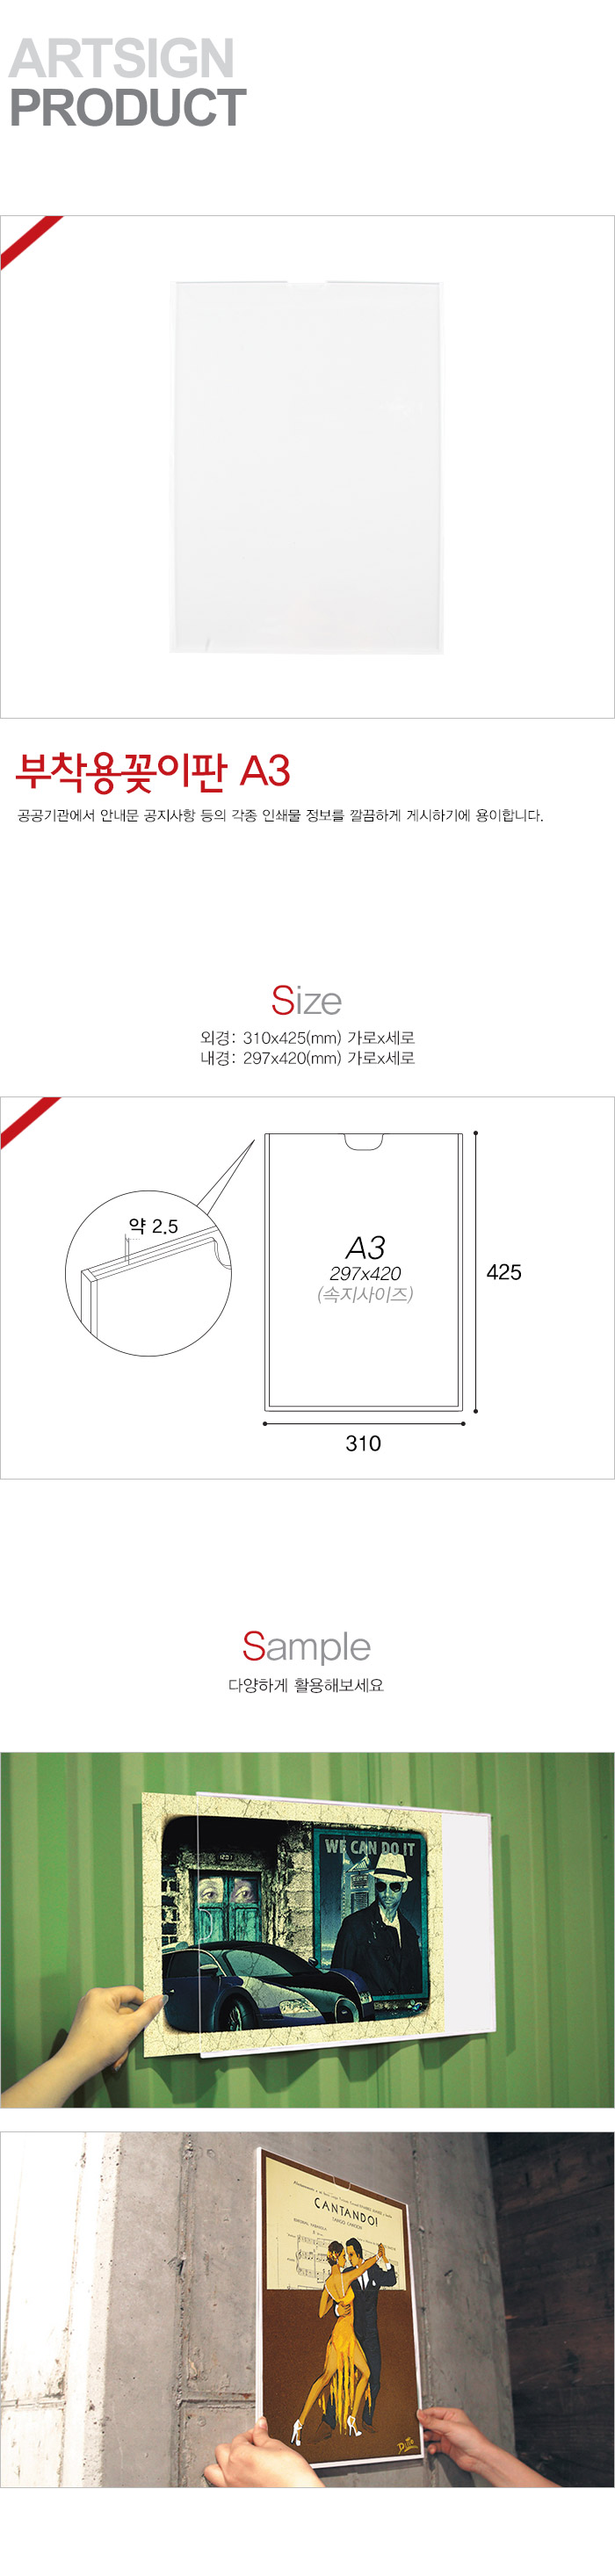 ARTSIGN
PRODUCT
부착용꽂이판 A3
공공기관에서 안내문 공지사항 등의 각종 인쇄물 정보를 깔끔하게 게시하기에 용이합니다.
Size
외경: 310x425(mm) 가로x세로
내경: 297x420(mm) 가로x세로
약 2.5
A3
297x420
(속지사이즈)
425
310
Sample
다양하게 활용해보세요
WE CAN DO IT
CANTANDO!